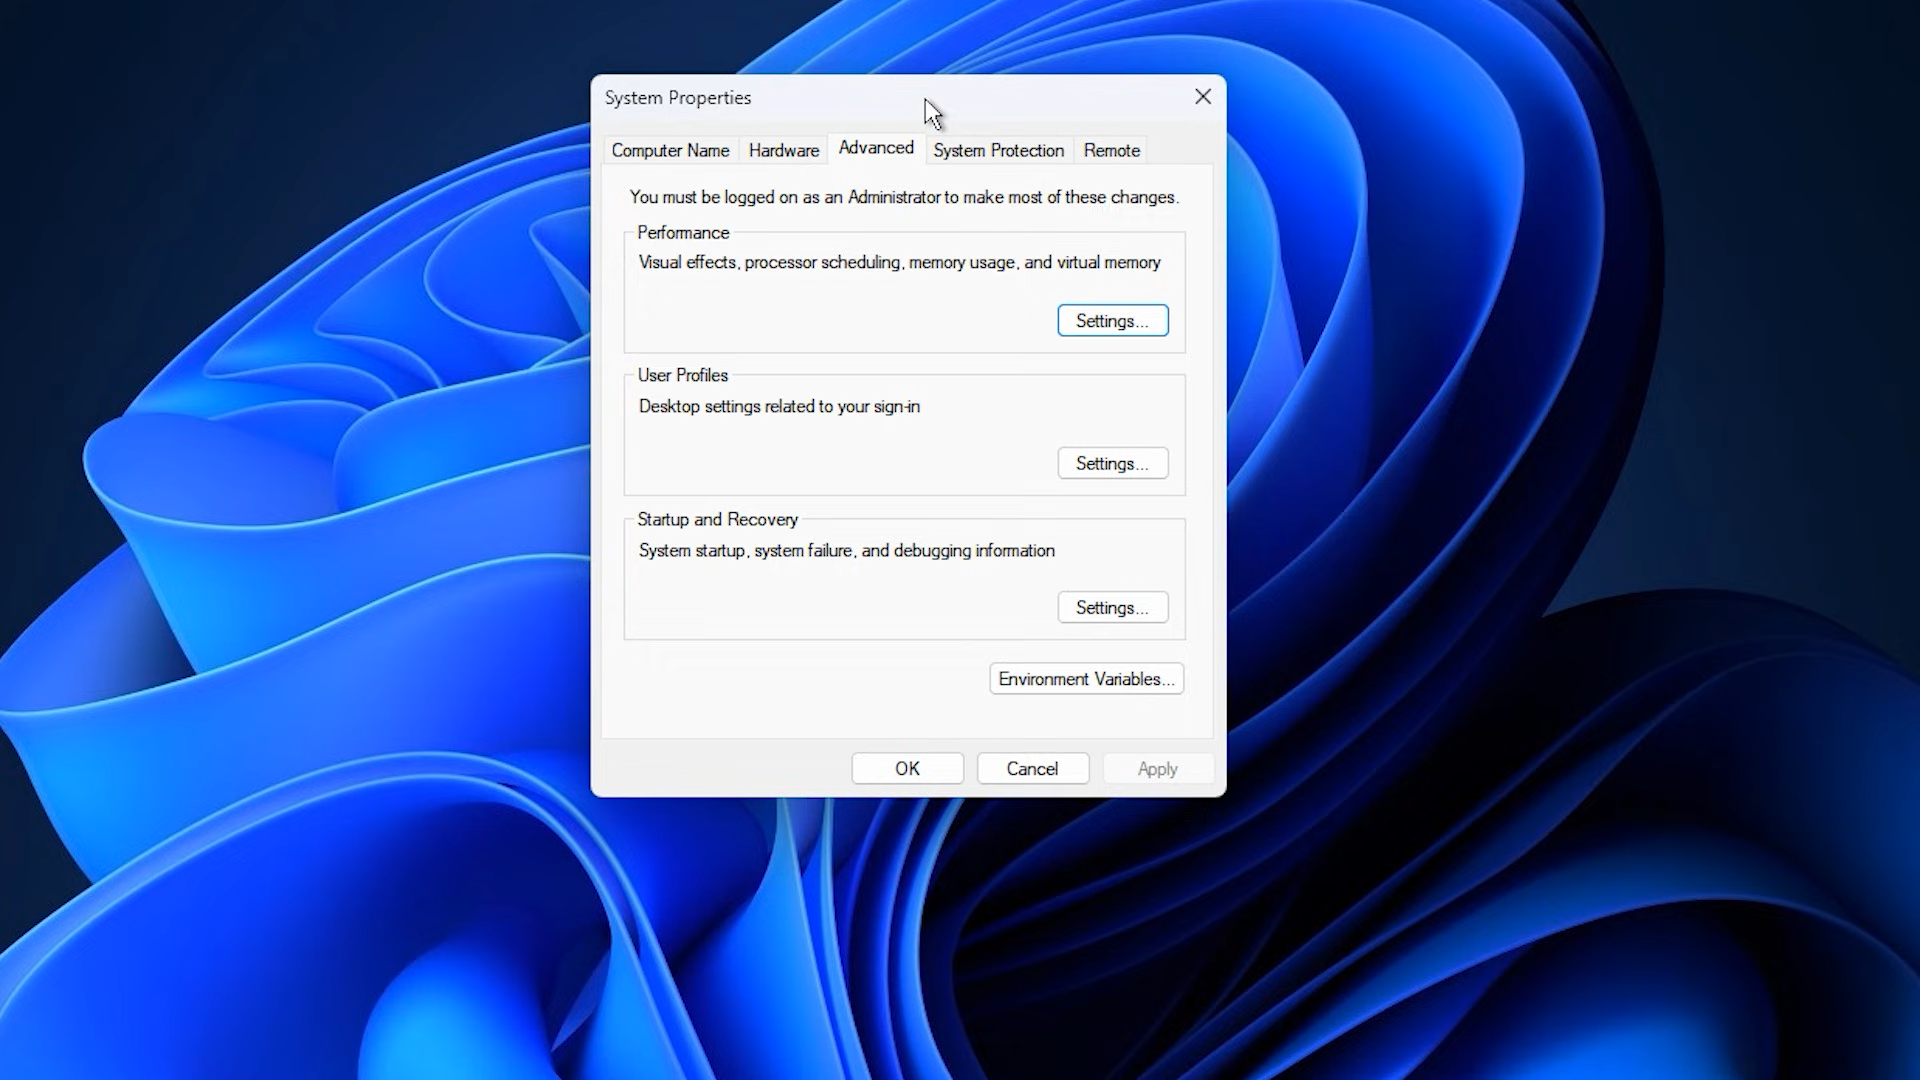 System Properties
Computer Name Hardware Advanced System Protection Remote
You must be logged on as an Administrator to make most of these changes.
Performance
Visual effects, processor scheduling, memory usage, and virtual memory
Settings...
User Profiles
Desktop settings related to your sign-in
Settings...
Startup and Recovery
System startup, system failure, and debugging information
Settings...
Environment Variables...
OK Cancel Apply